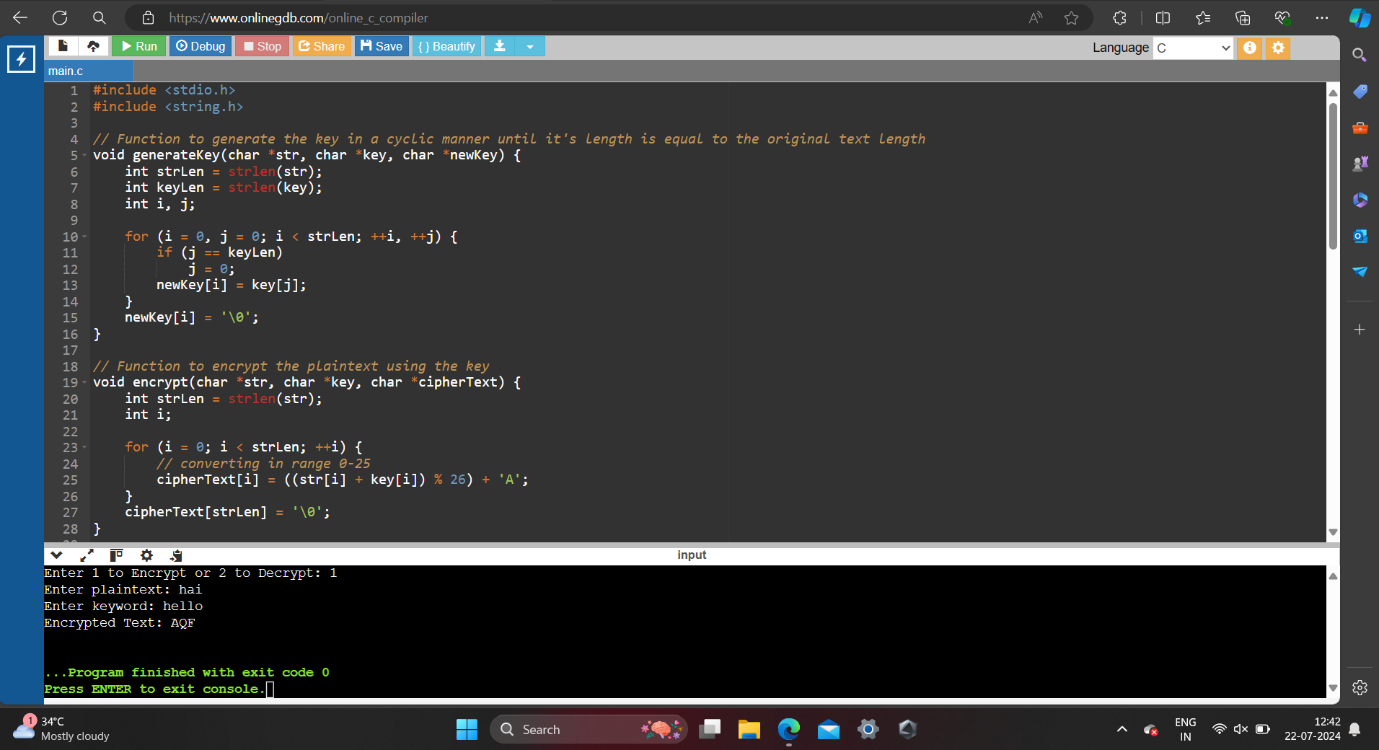 https://www.onlinegdb.com/online_c_compiler
Run Debug Stop Share Save { } Beautify
Language C
main.c
1 #include <stdio.h>
2 #include <string.h>
3
4 // Function to generate the key in a cyclic manner until it's length is equal to the original text length
5 void generateKey(char *str, char *key, char *newKey) {
6 int strLen = strlen(str);
7 int keyLen = strlen(key);
8 int i, j;
9
10 for (i = 0, j = 0; i < strLen; ++i, ++j) {
11 if (j == keyLen)
12 j = 0;
13 newKey[i] = key[j];
14 }
15 newKey[i] = '\0';
16 }
17
18 // Function to encrypt the plaintext using the key
19 void encrypt(char *str, char *key, char *cipherText) {
20 int strLen = strlen(str);
21 int i;
22
23 for (i = 0; i < strLen; ++i) {
24 // converting in range 0-25
25 cipherText[i] = ((str[i] + key[i]) % 26) + 'A';
26 }
27 cipherText[strLen] = '\0';
28 }
input
Enter 1 to Encrypt or 2 to Decrypt: 1
Enter plaintext: hai
Enter keyword: hello
Encrypted Text: AQF
...Program finished with exit code 0
Press ENTER to exit console.
1
34°C
Mostly cloudy
Search
ENG
IN
12:42
22-07-2024